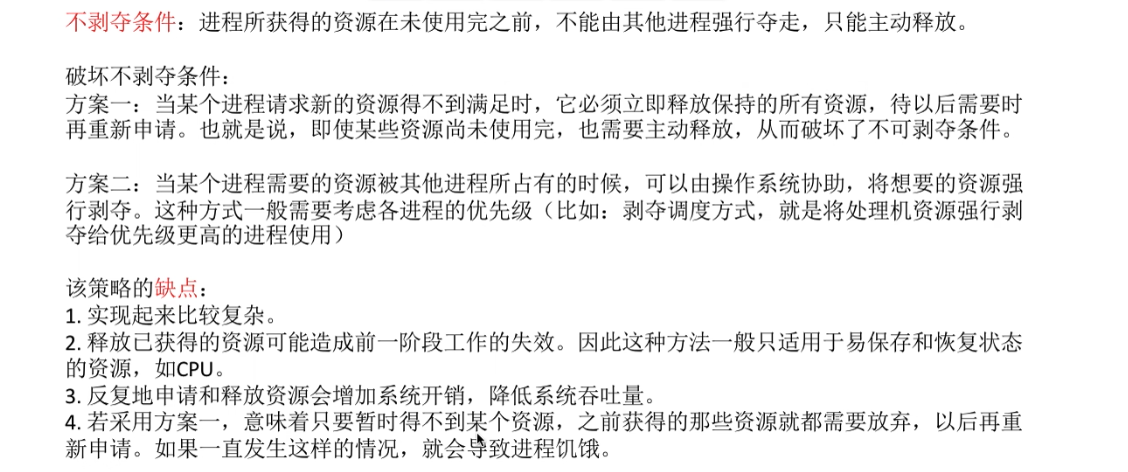 不剥夺条件：进程所获得的资源在未使用完之前，不能由其他进程强行夺走，只能主动释放。
破坏不剥夺条件：
方案一：当某个进程请求新的资源得不到满足时，它必须立即释放保持的所有资源，待以后需要时
再重新申请。也就是说，即使某些资源尚未使用完，也需要主动释放，从而破坏了不可剥夺条件。
方案二：当某个进程需要的资源被其他进程所占有的时候，可以由操作系统协助，将想要的资源强
行剥夺。这种方式一般需要考虑各进程的优先级（比如：剥夺调度方式，就是将处理机资源强行剥
夺给优先级更高的进程使用）
该策略的缺点：
1. 实现起来比较复杂。
2. 释放已获得的资源可能造成前一阶段工作的失效。因此这种方法一般只适用于易保存和恢复状态
的资源，如CPU。
3. 反复地申请和释放资源会增加系统开销，降低系统吞吐量。
4. 若采用方案一，意味着只要暂时得不到某个资源，之前获得的那些资源就都需要放弃，以后再重
新申请。如果一直发生这样的情况，就会导致进程饥饿。